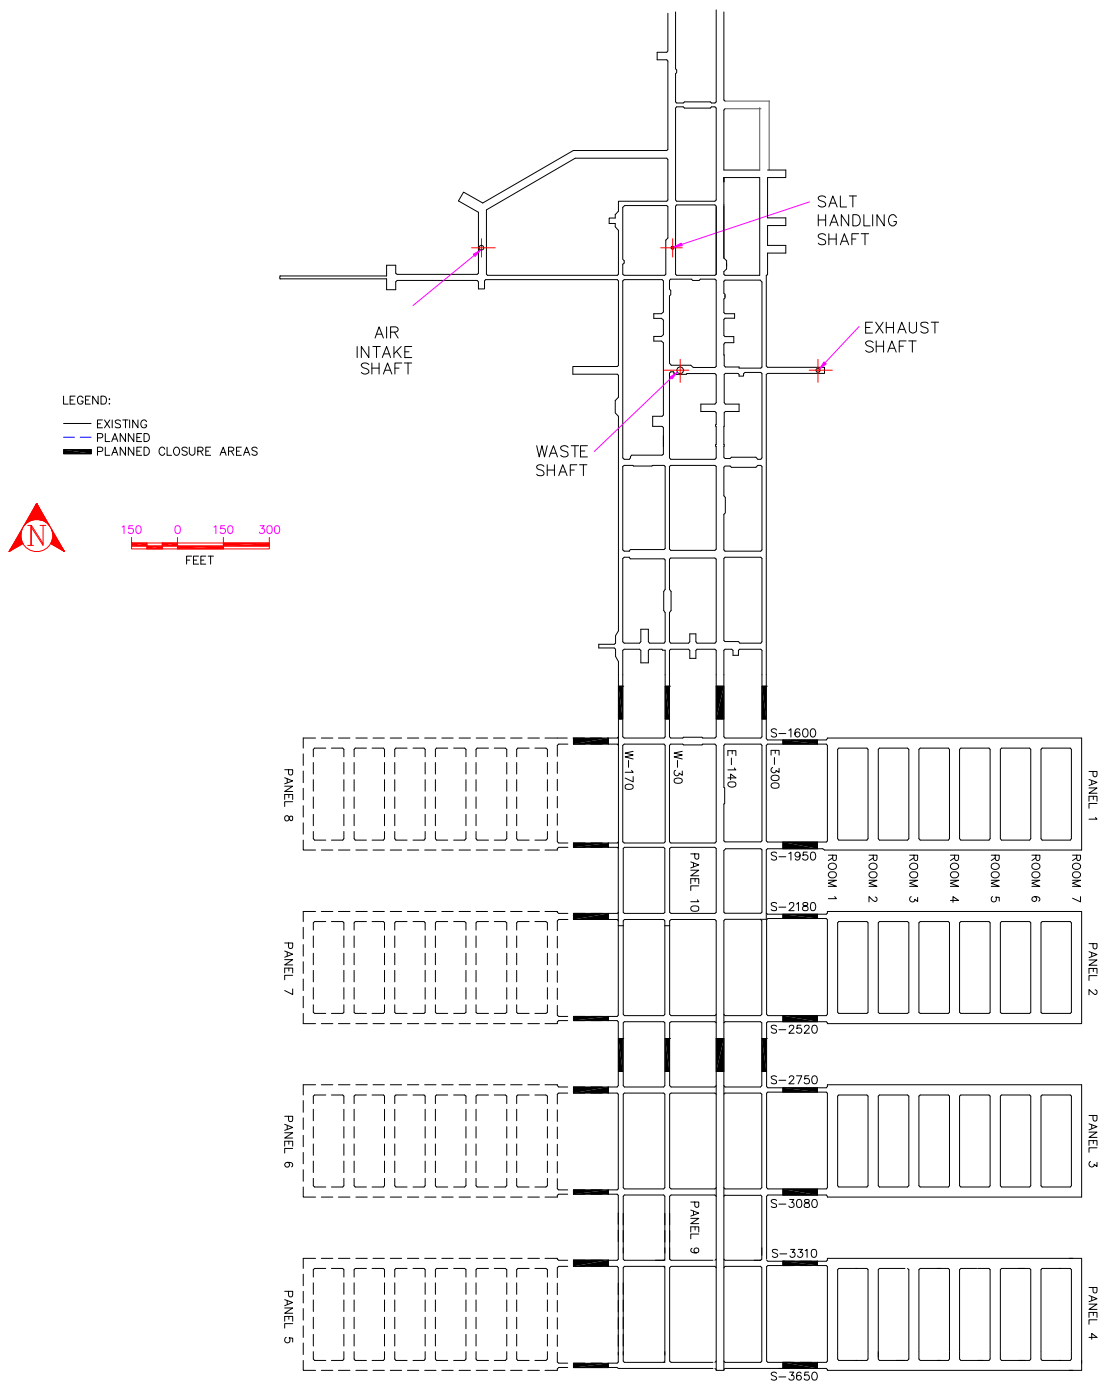 SALT
HANDLING
SHAFT
AIR
INTAKE
SHAFT
EXHAUST
SHAFT
LEGEND:
EXISTING
PLANNED
PLANNED CLOSURE AREAS
WASTE
SHAFT
N
150 0 150 300
FEET
S-1600
W-170
W-30
E-140
E-300
PANEL 8
PANEL 1
S-1950
PANEL 10
ROOM 1
ROOM 2
ROOM 3
ROOM 4
ROOM 5
ROOM 6
ROOM 7
S-2180
PANEL 7
PANEL 2
S-2520
S-2750
PANEL 6
PANEL 3
S-3080
PANEL 9
S-3310
PANEL 5
PANEL 4
S-3650